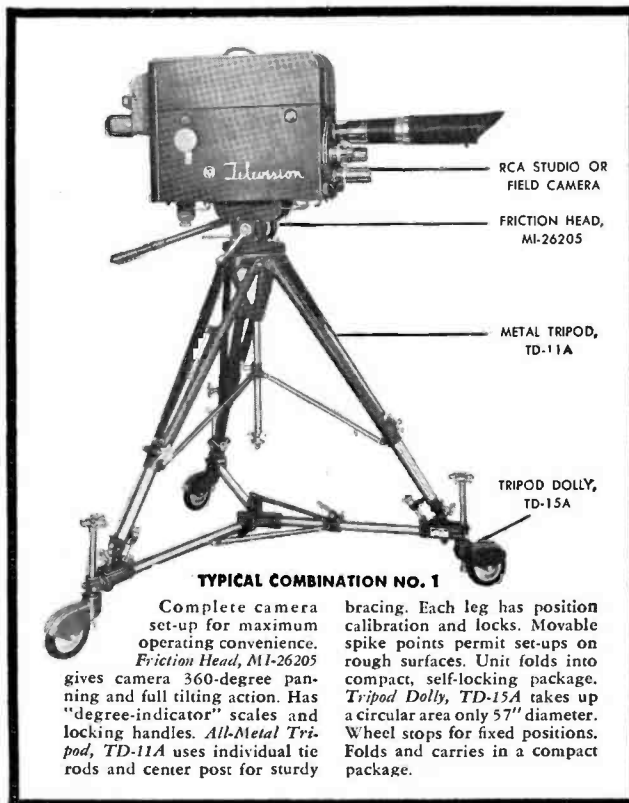 Television
RCA STUDIO OR
FIELD CAMERA
FRICTION HEAD,
MI-26205
METAL TRIPOD,
TD-11A
TRIPOD DOLLY,
TD-15A
TYPICAL COMBINATION NO. 1
Complete camera
set-up for maximum
operating convenience.
Friction Head, MI-26205
gives camera 360-degree pan-
ning and full tilting action. Has
"degree-indicator" scales and
locking handles. All-Metal Tri-
pod, TD-11A uses individual tie
rods and center post for sturdy
bracing. Each leg has position
calibration and locks. Movable
spike points permit set-ups on
rough surfaces. Unit folds into
compact, self-locking package.
Tripod Dolly, TD-15A takes up
a circular area only 57" diameter.
Wheel stops for fixed positions.
Folds and carries in a compact
package.